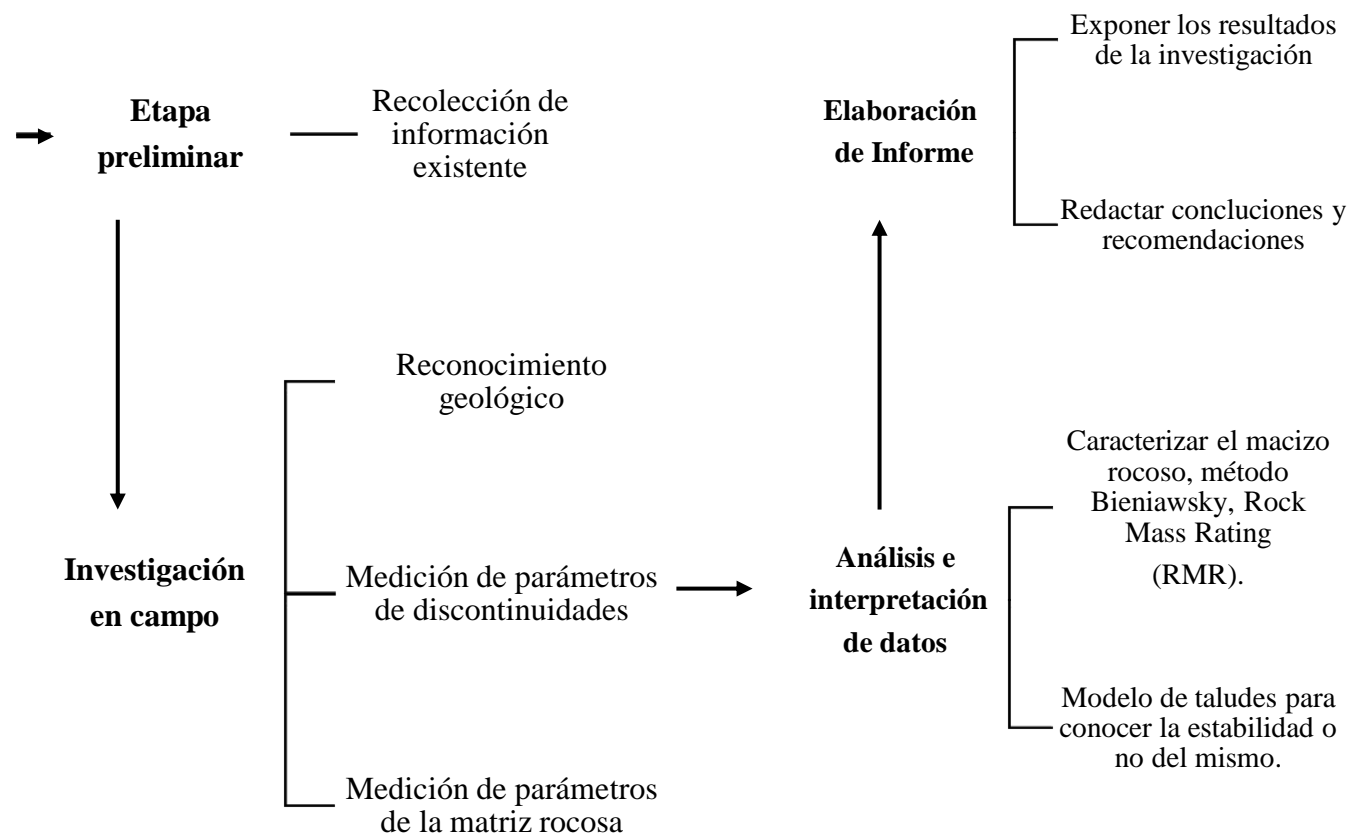 Etapa
preliminar
Recolección de
información
existente
Investigación
en campo
Reconocimiento
geológico
Medición de parámetros
de discontinuidades
Medición de parámetros
de la matriz rocosa
Análisis e
interpretación
de datos
Caracterizar el macizo
rocoso, método
Bieniawsky, Rock
Mass Rating
(RMR).
Modelo de taludes para
conocer la estabilidad o
no del mismo.
Elaboración
de Informe
Exponer los resultados
de la investigación
Redactar concluciones y
recomendaciones